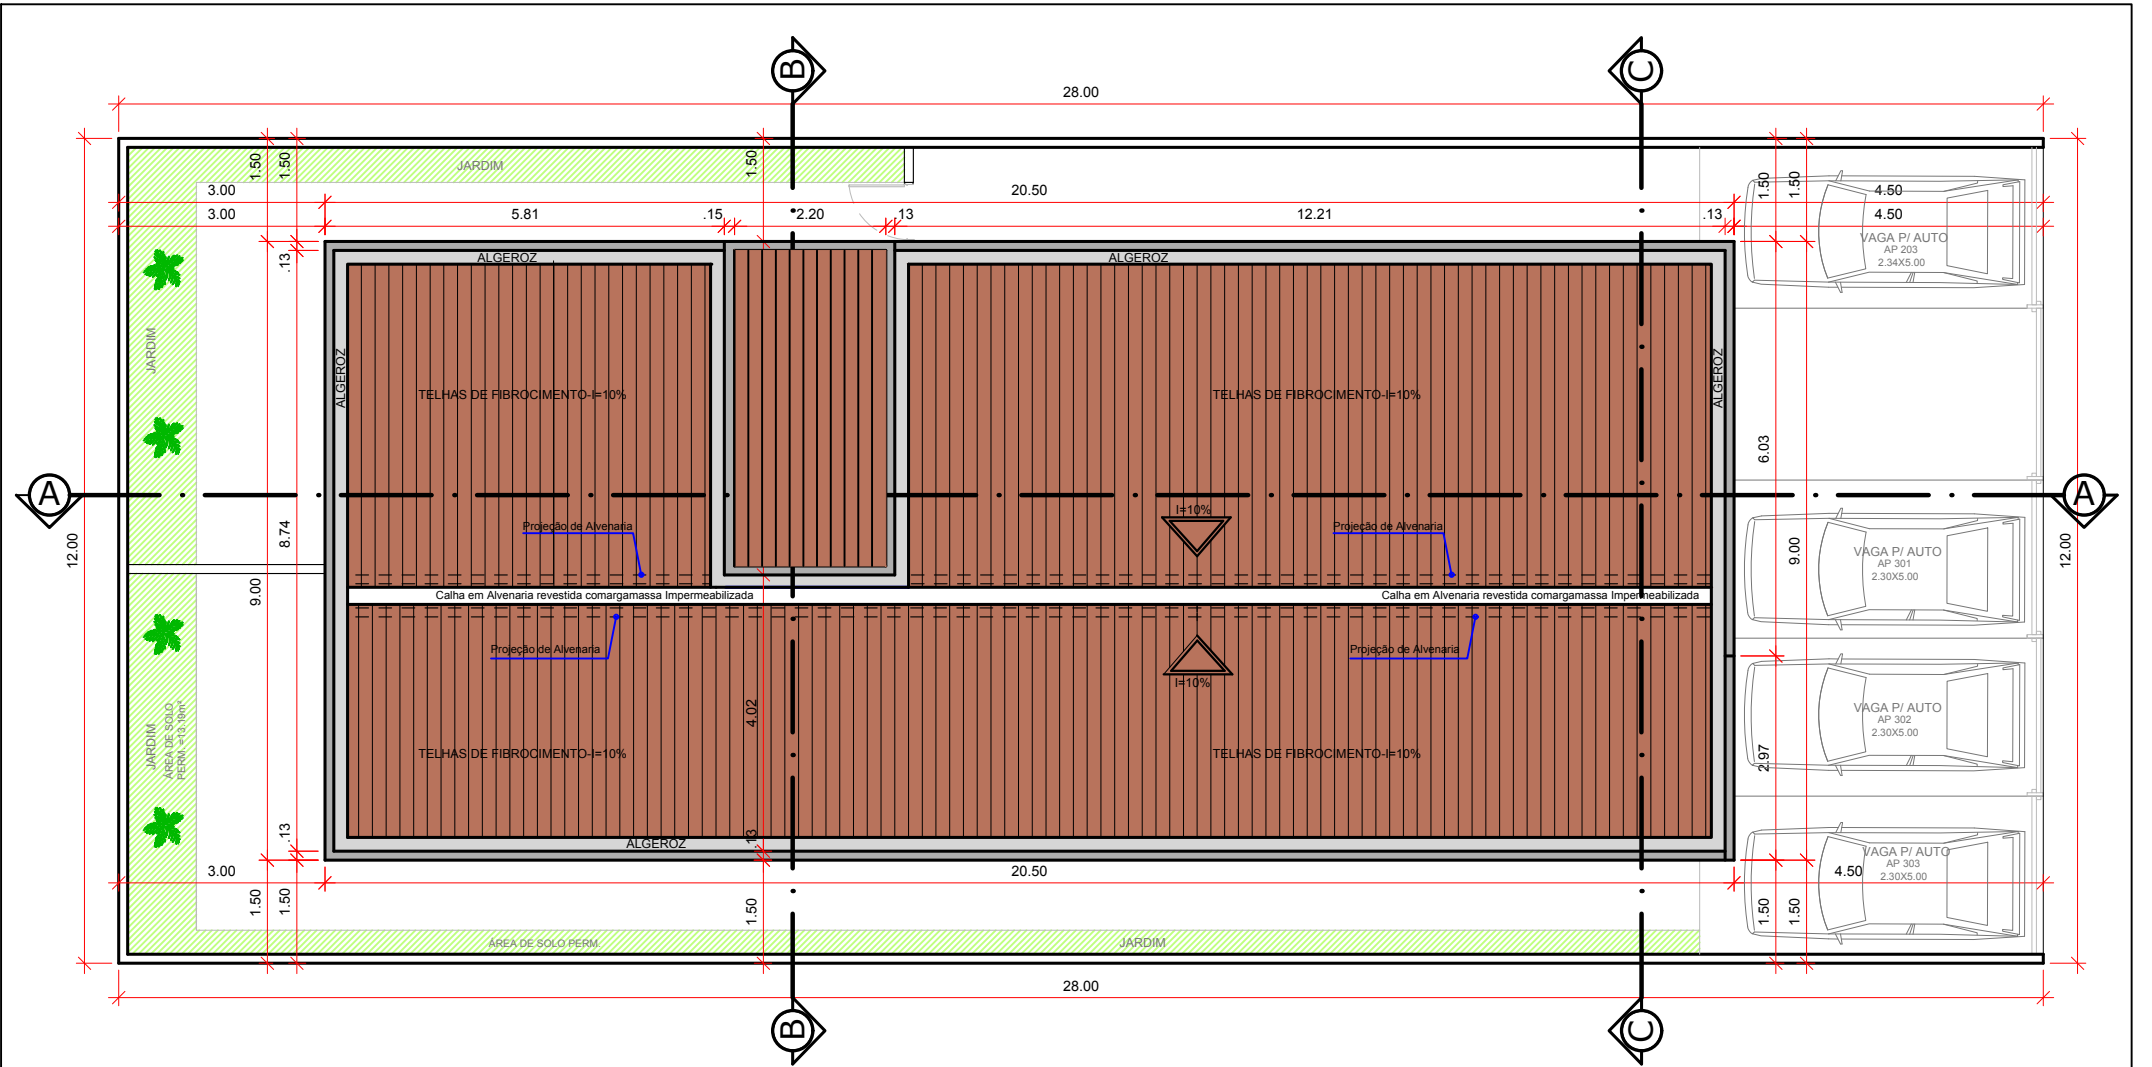 B
C
28.00
1.50
1.50
1.50
JARDIM
3.00
20.50
1.50
1.50
4.50
3.00
5.81
.15
2.20
.13
12.21
.13
4.50
VAGA P/ AUTO
AP 203
2.34X5.00
.13
ALGEROZ
ALGEROZ
JARDIM
ALGEROZ
ALGEROZ
TELHAS DE FIBROCIMENTO-I=10%
TELHAS DE FIBROCIMENTO-I=10%
6.03
A
A
I=10%
Projeção de Alvenaria
Projeção de Alvenaria
12.00
8.74
9.00
12.00
VAGA P/ AUTO
AP 301
2.30X5.00
9.00
Calha em Alvenaria revestida comargamassa Impermeabilizada
Calha em Alvenaria revestida comargamassa Impermeabilizada
Projeção de Alvenaria
Projeção de Alvenaria
I=10%
JARDIM
ÁREA DE SOLO
PERM. =13.19m²
4.02
VAGA P/ AUTO
AP 302
2.30X5.00
TELHAS DE FIBROCIMENTO-I=10%
TELHAS DE FIBROCIMENTO-I=10%
2.97
.13
.13
ALGEROZ
VAGA P/ AUTO
AP 303
2.30X5.00
3.00
20.50
4.50
1.50
1.50
1.50
1.50
1.50
ÁREA DE SOLO PERM.
JARDIM
28.00
B
C